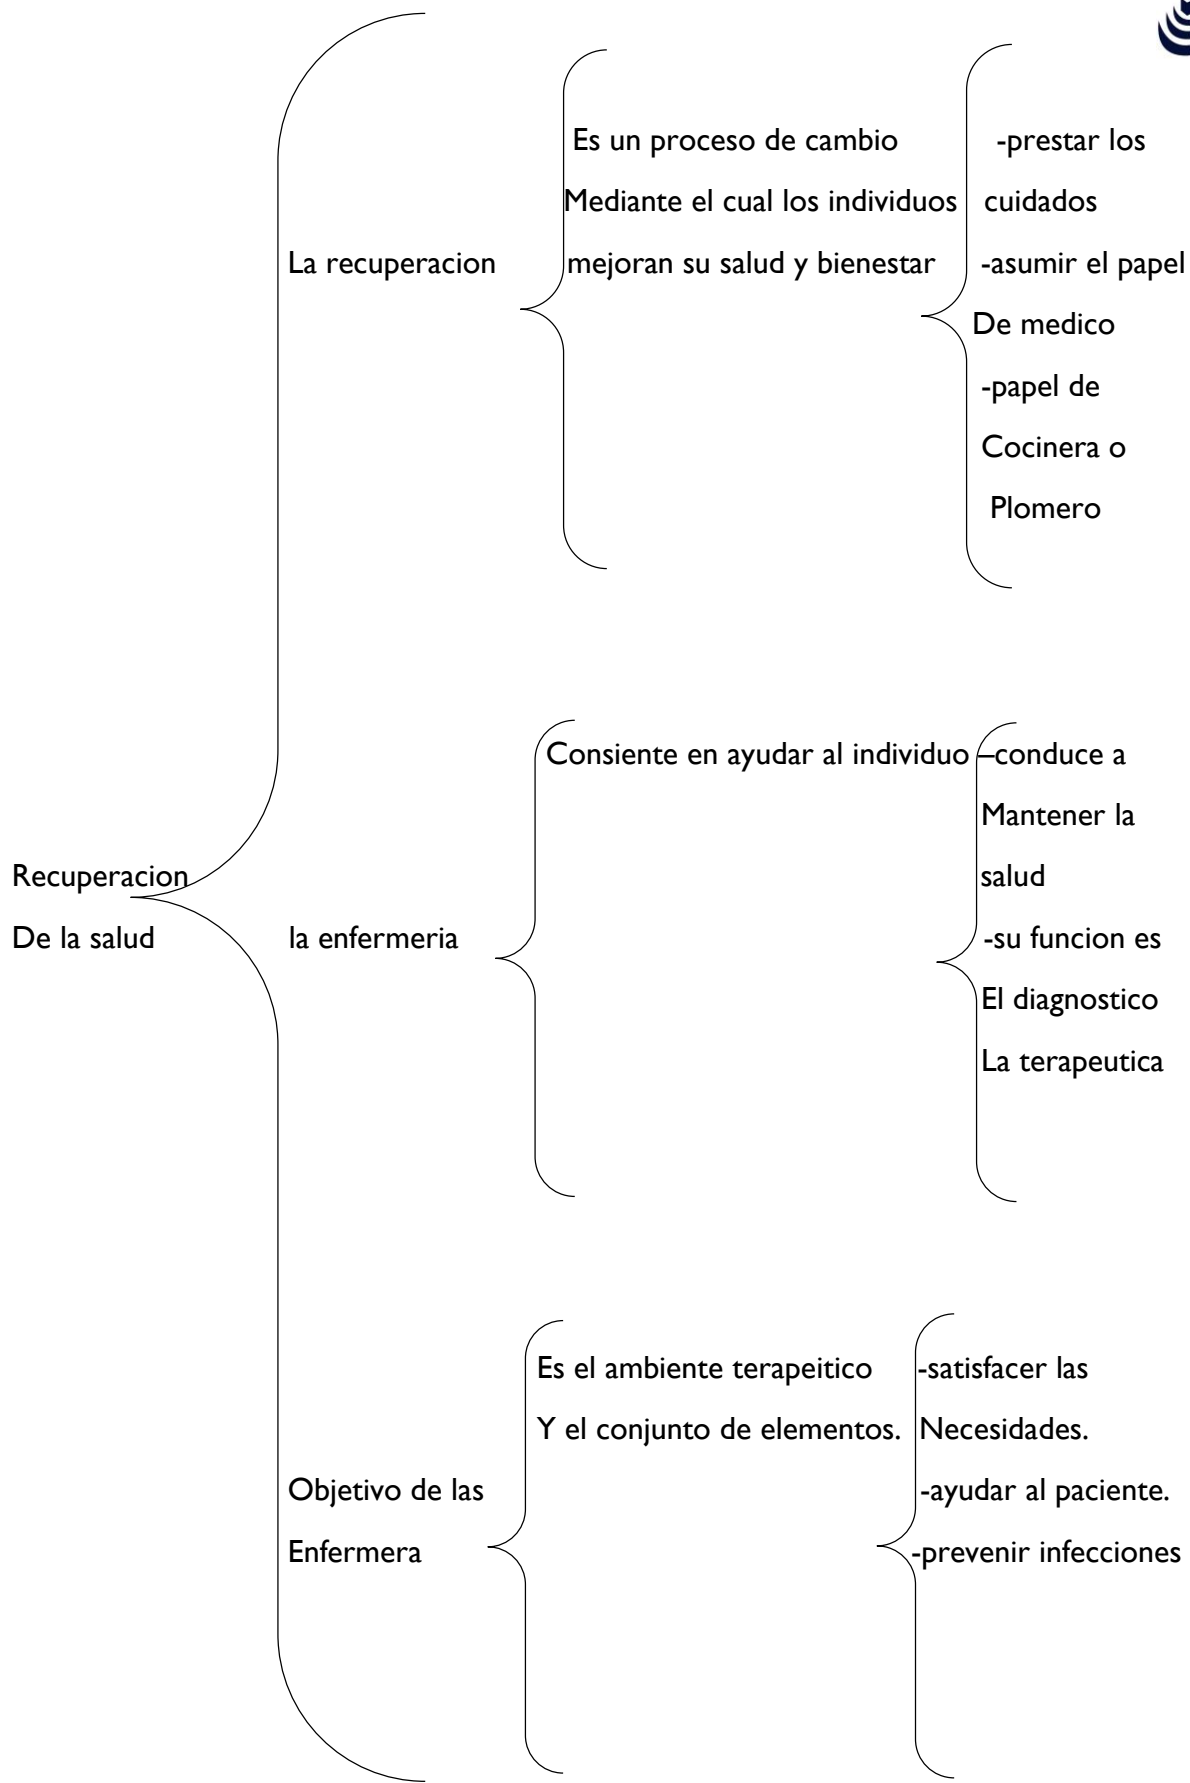 Recuperacion
De la salud
La recuperacion
Es un proceso de cambio
Mediante el cual los individuos
mejoran su salud y bienestar
-prestar los
cuidados
-asumir el papel
De medico
-papel de
Cocinera o
Plomero
la enfermeria
Consiente en ayudar al individuo
–conduce a
Mantener la
salud
-su funcion es
El diagnostico
La terapeutica
Objetivo de las
Enfermera
Es el ambiente terapeitico
Y el conjunto de elementos.
-satisfacer las
Necesidades.
-ayudar al paciente.
-prevenir infecciones